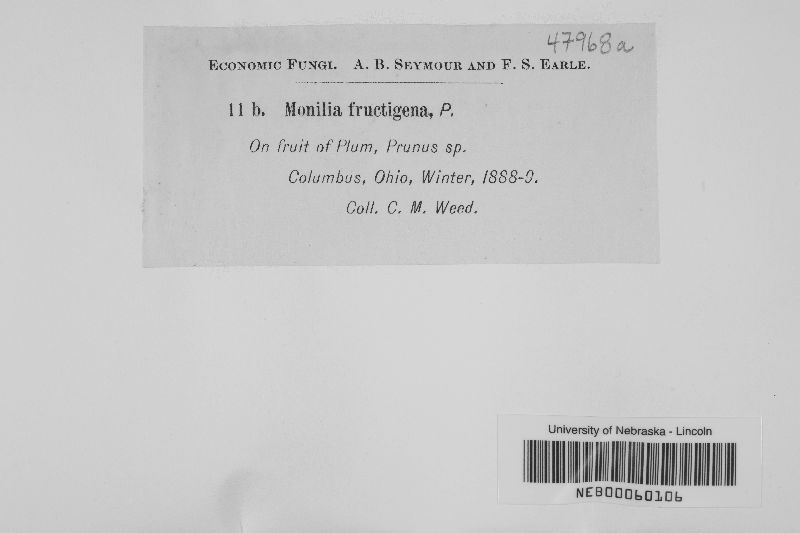 47968a
ECONOMIC FUNGI. A. B. SEYMOUR AND F. S. EARLE.
11 b. Monilia fructigena, P.
On fruit of Plum, Prunus sp.
Columbus, Ohio, Winter, 1888-9.
Coll. C. M. Weed.
University of Nebraska - Lincoln
NEB00060106